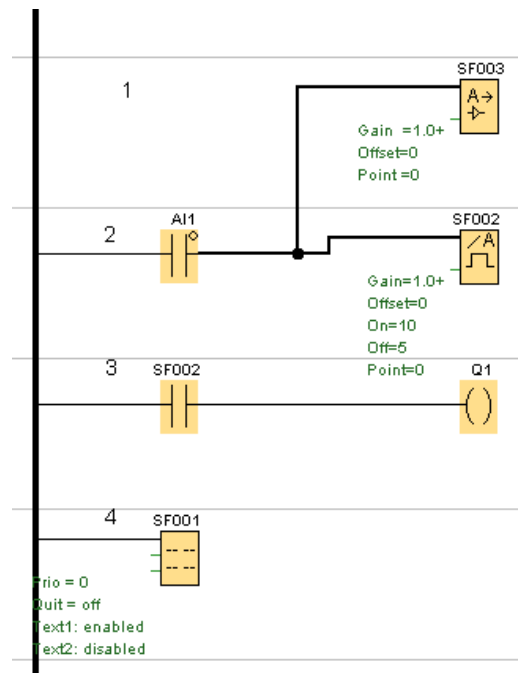 1
SF003
A→
Gain =1.0+
Offset=0
Point =0
2
AI1
SF002
/A
Gain=1.0+
Offset=0
On=10
Off=5
Point=0
3
SF002
Q1
4
SF001
Prio = 0
Quit = off
Text1: enabled
Text2: disabled